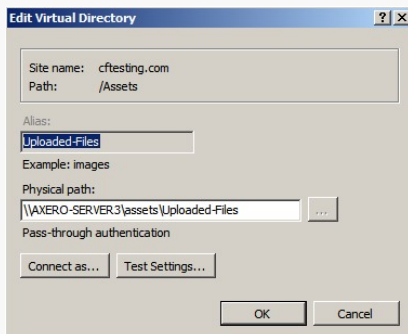 Edit Virtual Directory
Site name: cftesting.com
Path: /Assets
Alias:
Uploaded-Files
Example: images
Physical path:
\\AXERO-SERVER3\assets\Uploaded-Files
...
Pass-through authentication
Connect as... Test Settings...
OK Cancel